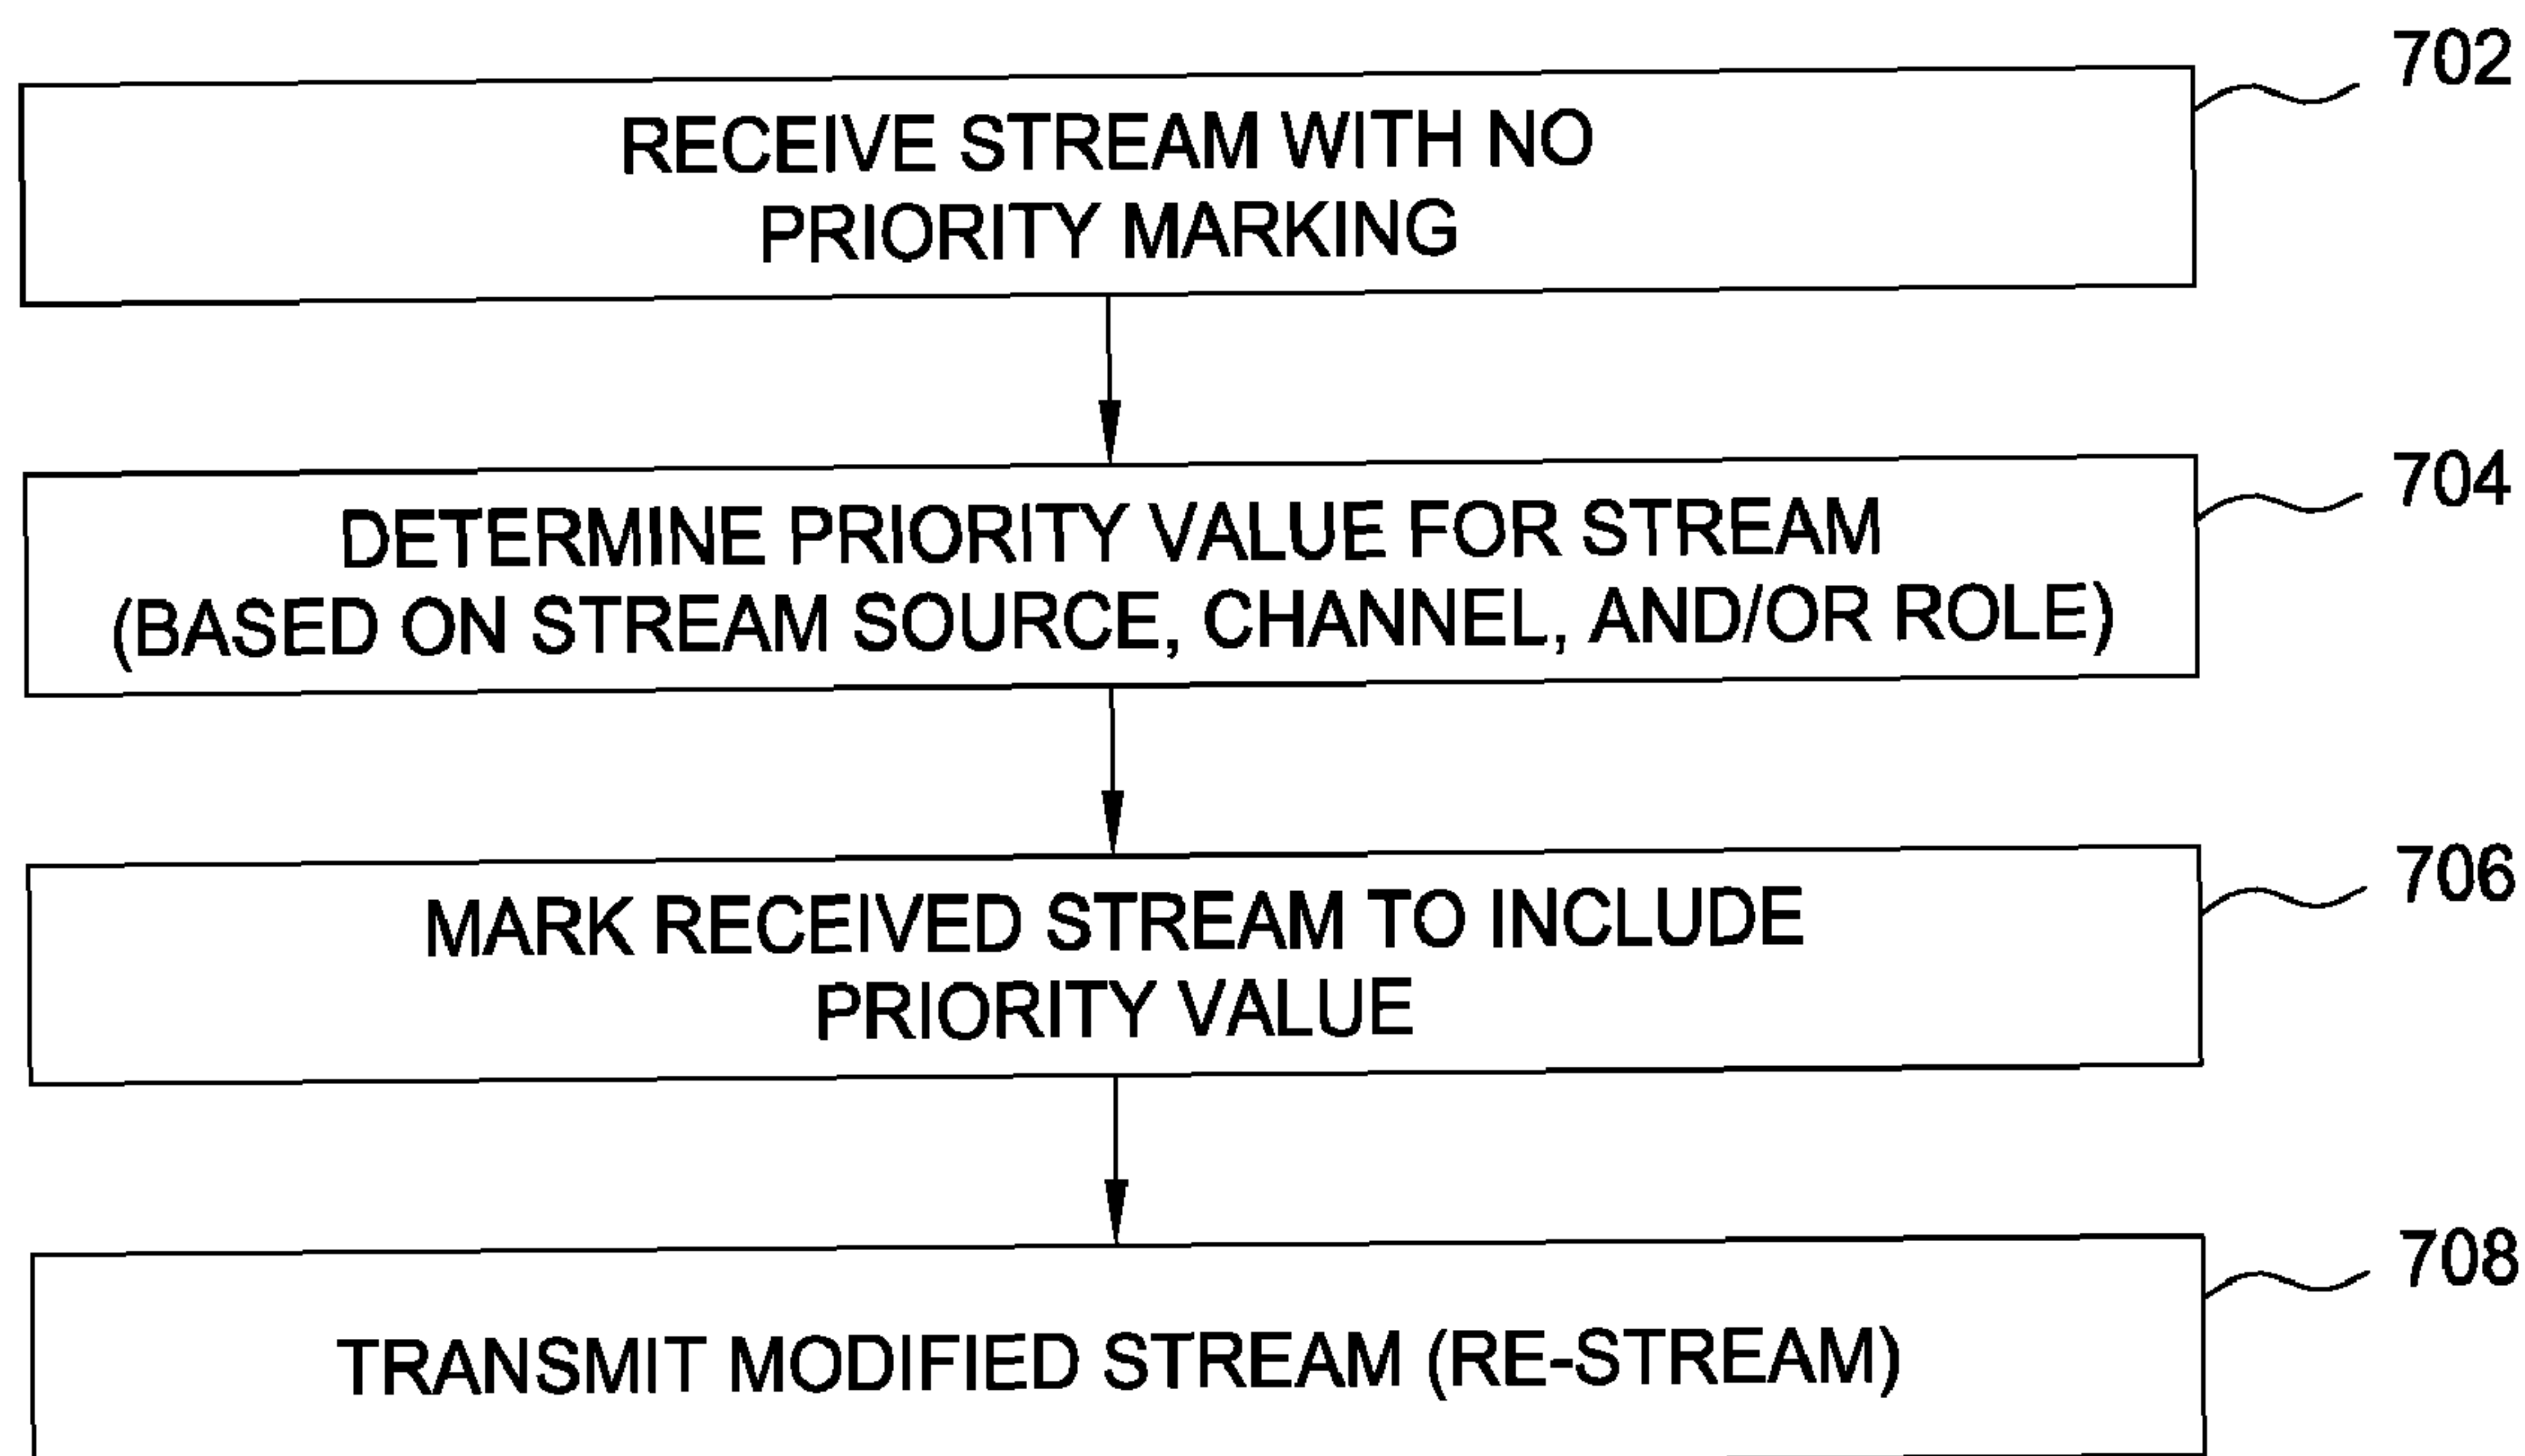 702
RECEIVE STREAM WITH NO
PRIORITY MARKING
704
DETERMINE PRIORITY VALUE FOR STREAM
(BASED ON STREAM SOURCE, CHANNEL, AND/OR ROLE)
706
MARK RECEIVED STREAM TO INCLUDE
PRIORITY VALUE
708
TRANSMIT MODIFIED STREAM (RE-STREAM)